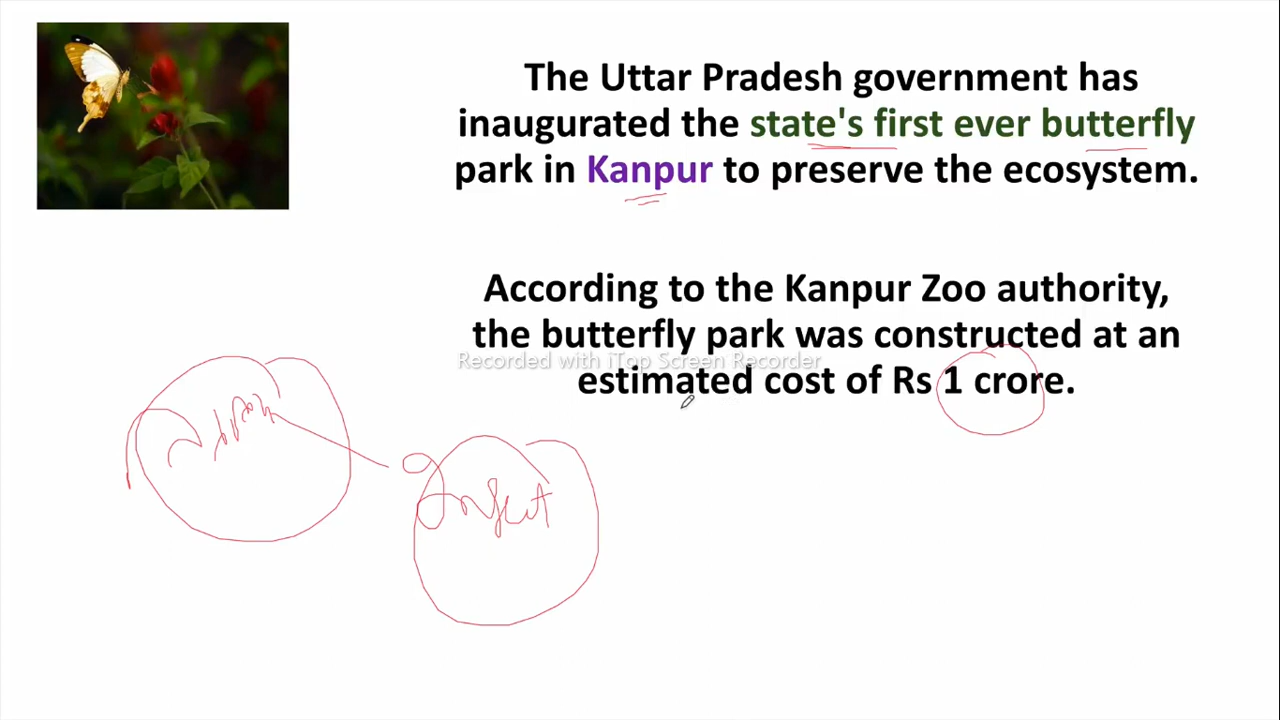 The Uttar Pradesh government has
inaugurated the state's first ever butterfly
park in Kanpur to preserve the ecosystem.
According to the Kanpur Zoo authority,
the butterfly park was constructed at an
Recorded with iTop Screen Recorder
estimated cost of Rs 1 crore.
Insect